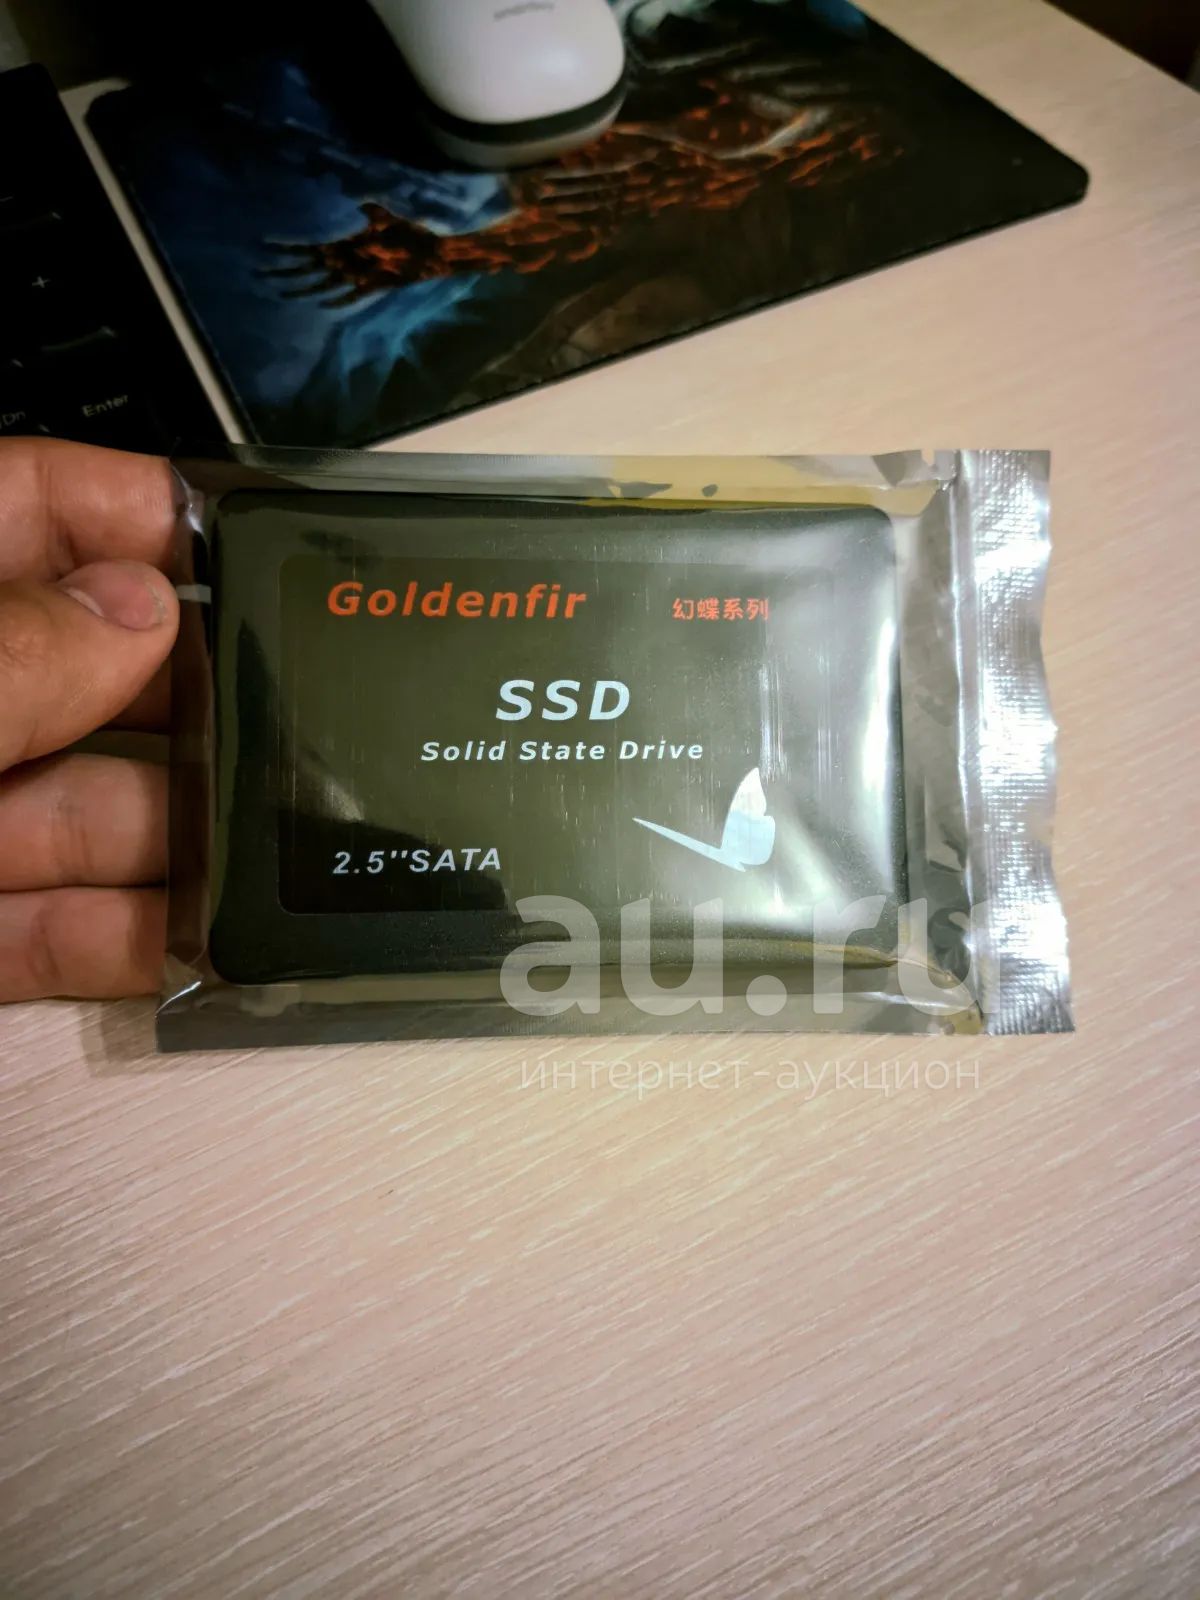 +
Enter
Goldenfir 幻蝶系列
SSD
Solid State Drive
2.5''SATA
au.ru
интернет-аукцион